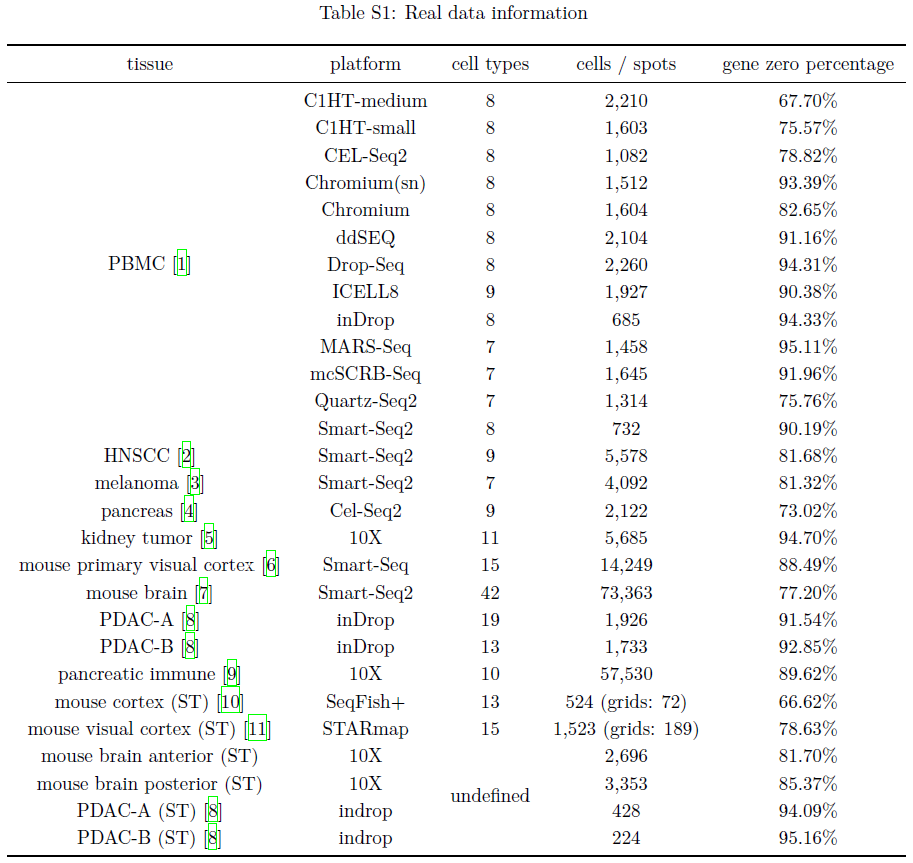 Table S1: Real data information
tissue platform cell types cells / spots gene zero percentage
C1HT-medium 8 2,210 67.70%
C1HT-small 8 1,603 75.57%
CEL-Seq2 8 1,082 78.82%
Chromium(sn) 8 1,512 93.39%
Chromium 8 1,604 82.65%
ddSEQ 8 2,104 91.16%
PBMC [1] Drop-Seq 8 2,260 94.31%
ICELL8 9 1,927 90.38%
inDrop 8 685 94.33%
MARS-Seq 7 1,458 95.11%
mcSCRB-Seq 7 1,645 91.96%
Quartz-Seq2 7 1,314 75.76%
Smart-Seq2 8 732 90.19%
HNSCC [2] Smart-Seq2 9 5,578 81.68%
melanoma [3] Smart-Seq2 7 4,092 81.32%
pancreas [4] Cel-Seq2 9 2,122 73.02%
kidney tumor [5] 10X 11 5,685 94.70%
mouse primary visual cortex [6] Smart-Seq 15 14,249 88.49%
mouse brain [7] Smart-Seq2 42 73,363 77.20%
PDAC-A [8] inDrop 19 1,926 91.54%
PDAC-B [8] inDrop 13 1,733 92.85%
pancreatic immune [9] 10X 10 57,530 89.62%
mouse cortex (ST) [10] SeqFish+ 13 524 (grids: 72) 66.62%
mouse visual cortex (ST) [11] STARmap 15 1,523 (grids: 189) 78.63%
mouse brain anterior (ST) 10X 2,696 81.70%
mouse brain posterior (ST) 10X 3,353 85.37%
undefined
PDAC-A (ST) [8] indrop 428 94.09%
PDAC-B (ST) [8] indrop 224 95.16%